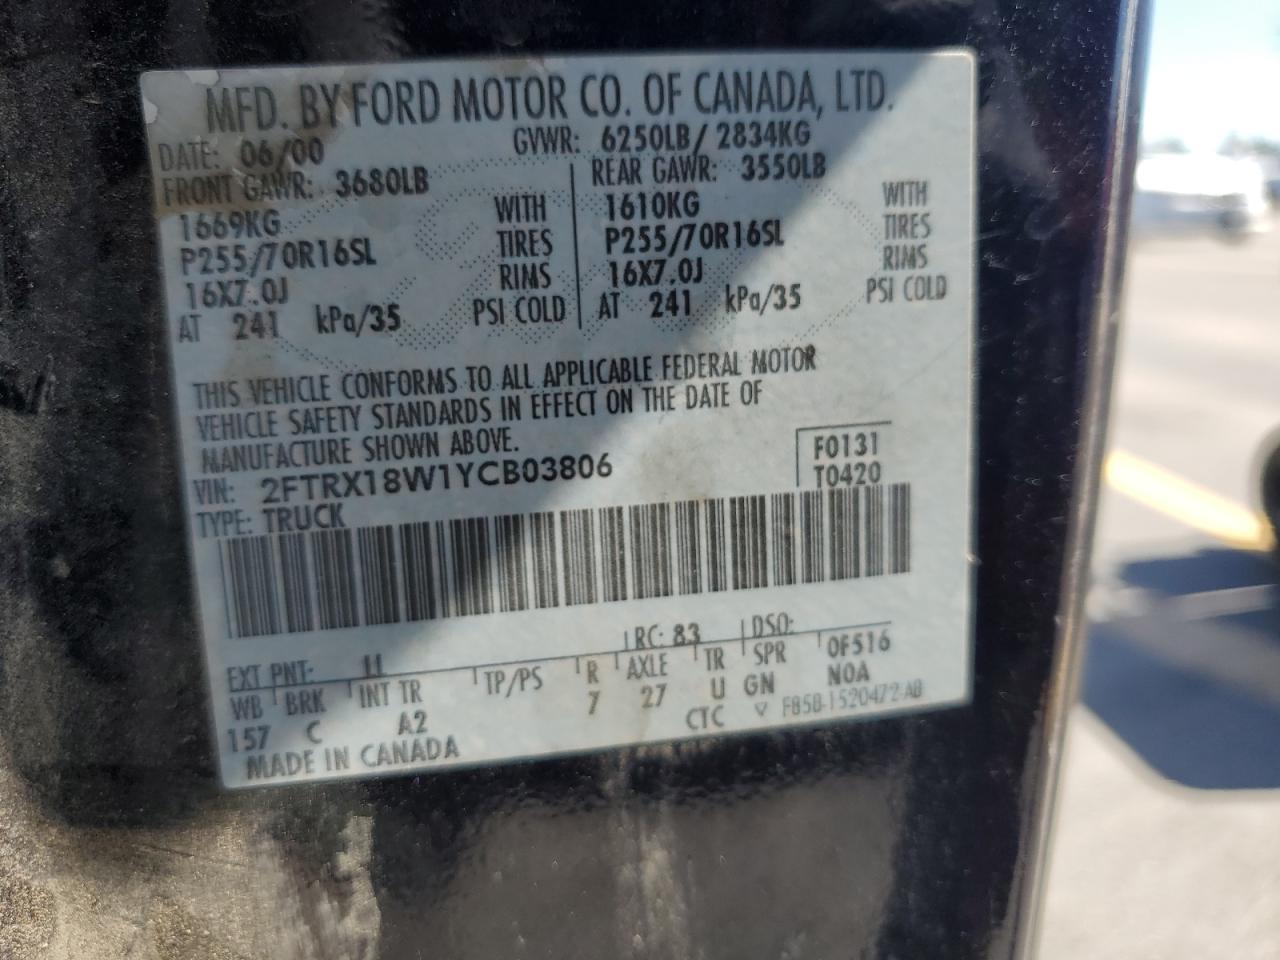 MFD. BY FORD MOTOR CO. OF CANADA, LTD.
DATE: 06/00 GVWR: 6250LB/ 2834KG
FRONT GAWR: 3680LB REAR GAWR: 3550LB
1669KG WITH 1610KG WITH
P255/70R16SL TIRES P255/70R16SL TIRES
16X7.0J RIMS 16X7.0J RIMS
AT 241 kPa/35 PSI COLD AT 241 kPa/35 PSI COLD
THIS VEHICLE CONFORMS TO ALL APPLICABLE FEDERAL MOTOR
VEHICLE SAFETY STANDARDS IN EFFECT ON THE DATE OF
MANUFACTURE SHOWN ABOVE.
VIN: 2FTRX18W1YCB03806 F0131
TYPE: TRUCK T0420
EXT PNT: LL RC: 83 DSO:
WB BRK INT TR TP/PS R AXLE TR SPR 0F516
157 C A2 7 27 U GN N0A
MADE IN CANADA CTC ▽ F85B-1520472-AB